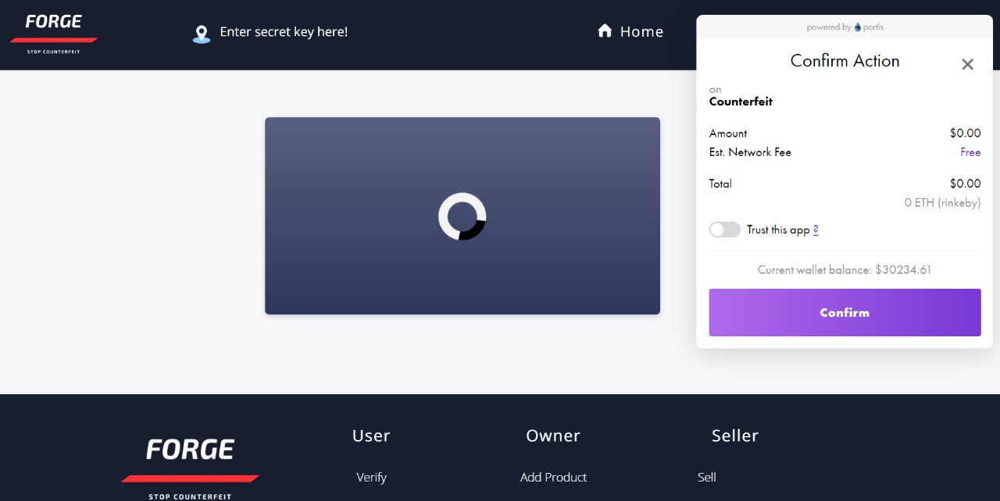 FORGE
STOP COUNTERFEIT
Enter secret key here!
Home
powered by portis
Confirm Action
on
Counterfeit
Amount $0.00
Est. Network Fee Free
Total $0.00
0 ETH (rinkeby)
Trust this app ?
Current wallet balance: $30234.61
Confirm
FORGE
STOP COUNTERFEIT
User Owner Seller
Verify Add Product Sell